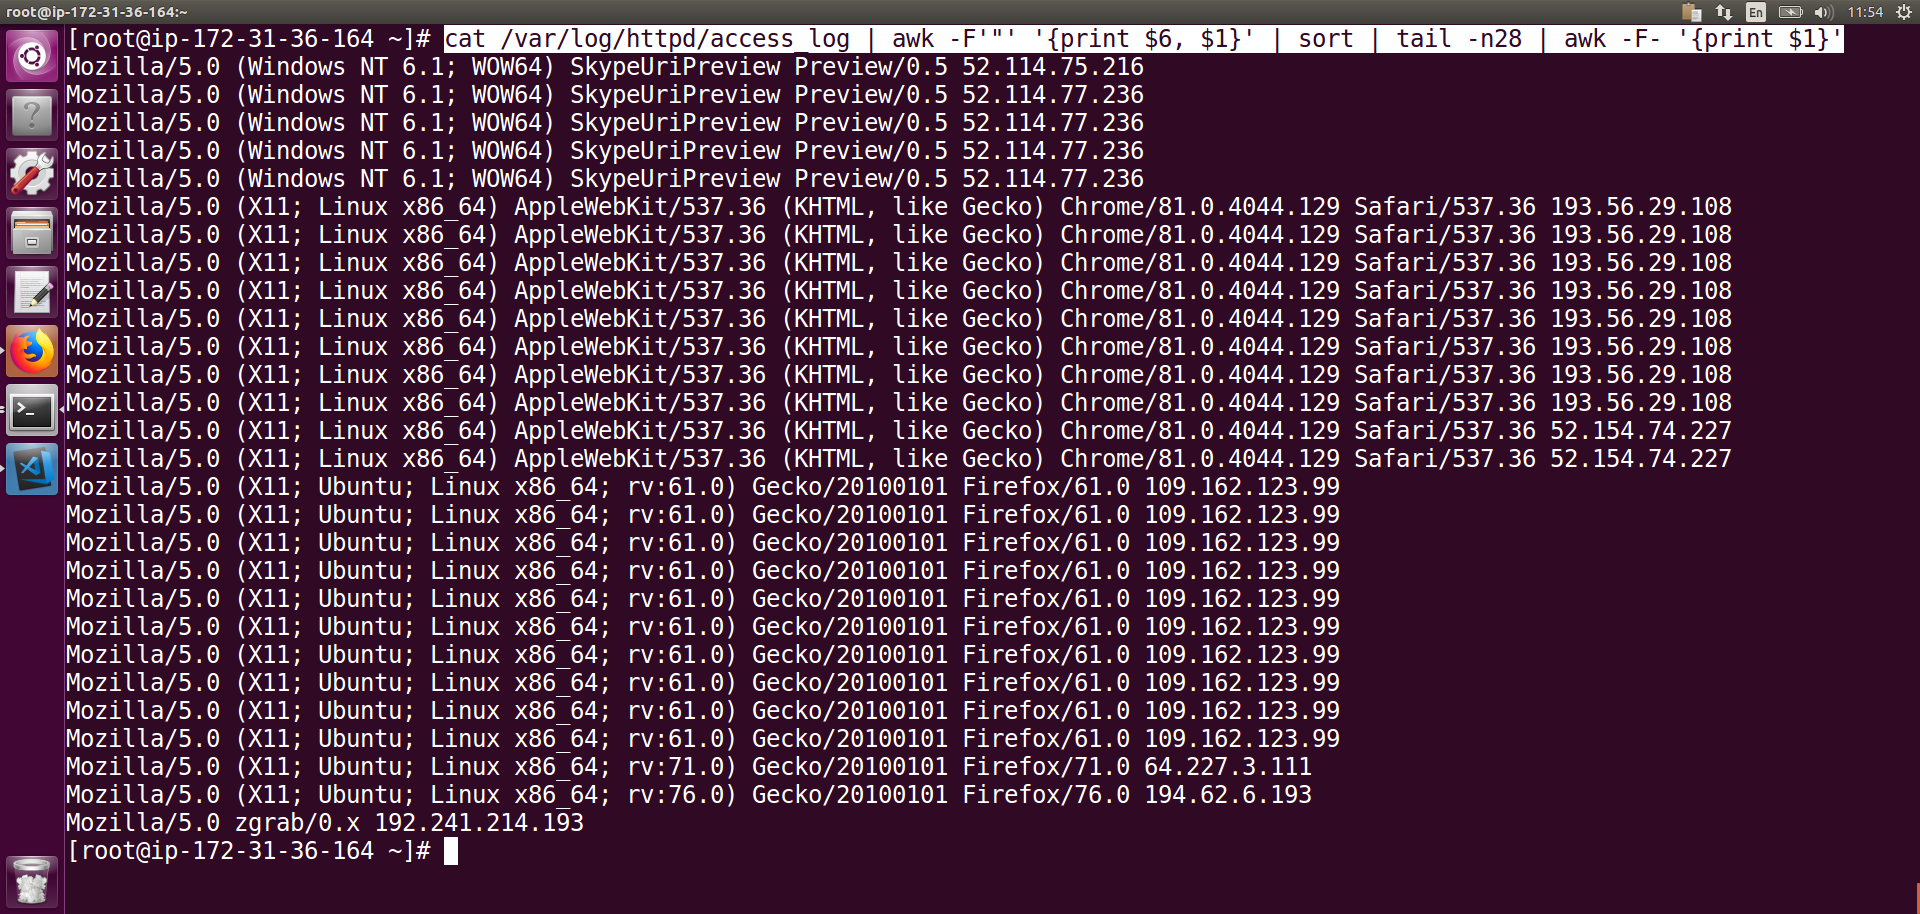 root@ip-172-31-36-164:~
En
11:54
[root@ip-172-31-36-164 ~]# cat /var/log/httpd/access_log | awk -F'"' '{print $6, $1}' | sort | tail -n28 | awk -F- '{print $1}'
Mozilla/5.0 (Windows NT 6.1; WOW64) SkypeUriPreview Preview/0.5 52.114.75.216
Mozilla/5.0 (Windows NT 6.1; WOW64) SkypeUriPreview Preview/0.5 52.114.77.236
Mozilla/5.0 (Windows NT 6.1; WOW64) SkypeUriPreview Preview/0.5 52.114.77.236
Mozilla/5.0 (Windows NT 6.1; WOW64) SkypeUriPreview Preview/0.5 52.114.77.236
Mozilla/5.0 (Windows NT 6.1; WOW64) SkypeUriPreview Preview/0.5 52.114.77.236
Mozilla/5.0 (X11; Linux x86_64) AppleWebKit/537.36 (KHTML, like Gecko) Chrome/81.0.4044.129 Safari/537.36 193.56.29.108
Mozilla/5.0 (X11; Linux x86_64) AppleWebKit/537.36 (KHTML, like Gecko) Chrome/81.0.4044.129 Safari/537.36 193.56.29.108
Mozilla/5.0 (X11; Linux x86_64) AppleWebKit/537.36 (KHTML, like Gecko) Chrome/81.0.4044.129 Safari/537.36 193.56.29.108
Mozilla/5.0 (X11; Linux x86_64) AppleWebKit/537.36 (KHTML, like Gecko) Chrome/81.0.4044.129 Safari/537.36 193.56.29.108
Mozilla/5.0 (X11; Linux x86_64) AppleWebKit/537.36 (KHTML, like Gecko) Chrome/81.0.4044.129 Safari/537.36 193.56.29.108
Mozilla/5.0 (X11; Linux x86_64) AppleWebKit/537.36 (KHTML, like Gecko) Chrome/81.0.4044.129 Safari/537.36 193.56.29.108
Mozilla/5.0 (X11; Linux x86_64) AppleWebKit/537.36 (KHTML, like Gecko) Chrome/81.0.4044.129 Safari/537.36 193.56.29.108
Mozilla/5.0 (X11; Linux x86_64) AppleWebKit/537.36 (KHTML, like Gecko) Chrome/81.0.4044.129 Safari/537.36 193.56.29.108
Mozilla/5.0 (X11; Linux x86_64) AppleWebKit/537.36 (KHTML, like Gecko) Chrome/81.0.4044.129 Safari/537.36 52.154.74.227
Mozilla/5.0 (X11; Linux x86_64) AppleWebKit/537.36 (KHTML, like Gecko) Chrome/81.0.4044.129 Safari/537.36 52.154.74.227
Mozilla/5.0 (X11; Ubuntu; Linux x86_64; rv:61.0) Gecko/20100101 Firefox/61.0 109.162.123.99
Mozilla/5.0 (X11; Ubuntu; Linux x86_64; rv:61.0) Gecko/20100101 Firefox/61.0 109.162.123.99
Mozilla/5.0 (X11; Ubuntu; Linux x86_64; rv:61.0) Gecko/20100101 Firefox/61.0 109.162.123.99
Mozilla/5.0 (X11; Ubuntu; Linux x86_64; rv:61.0) Gecko/20100101 Firefox/61.0 109.162.123.99
Mozilla/5.0 (X11; Ubuntu; Linux x86_64; rv:61.0) Gecko/20100101 Firefox/61.0 109.162.123.99
Mozilla/5.0 (X11; Ubuntu; Linux x86_64; rv:61.0) Gecko/20100101 Firefox/61.0 109.162.123.99
Mozilla/5.0 (X11; Ubuntu; Linux x86_64; rv:61.0) Gecko/20100101 Firefox/61.0 109.162.123.99
Mozilla/5.0 (X11; Ubuntu; Linux x86_64; rv:61.0) Gecko/20100101 Firefox/61.0 109.162.123.99
Mozilla/5.0 (X11; Ubuntu; Linux x86_64; rv:61.0) Gecko/20100101 Firefox/61.0 109.162.123.99
Mozilla/5.0 (X11; Ubuntu; Linux x86_64; rv:61.0) Gecko/20100101 Firefox/61.0 109.162.123.99
Mozilla/5.0 (X11; Ubuntu; Linux x86_64; rv:71.0) Gecko/20100101 Firefox/71.0 64.227.3.111
Mozilla/5.0 (X11; Ubuntu; Linux x86_64; rv:76.0) Gecko/20100101 Firefox/76.0 194.62.6.193
Mozilla/5.0 zgrab/0.x 192.241.214.193
[root@ip-172-31-36-164 ~]#